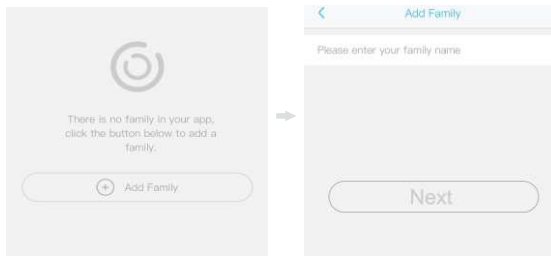 There is no family in your app,
click the button below to add a
family.
Add Family
Add Family
Please enter your family name
Next